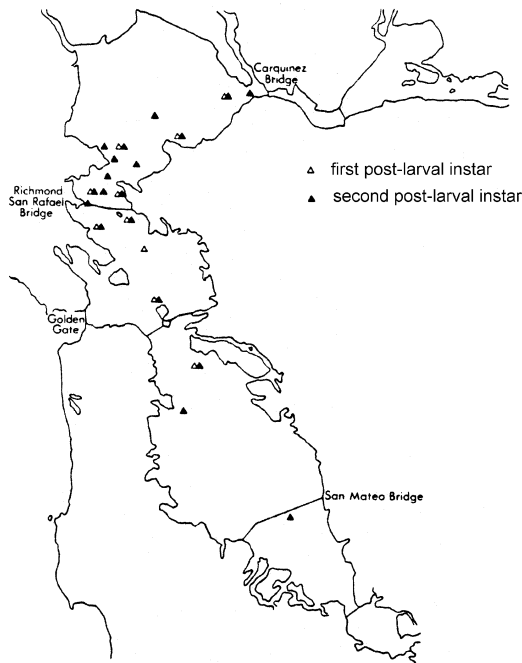 Carquinez
Bridge
△ first post-larval instar
▲ second post-larval instar
Richmond
San Rafael
Bridge
Golden
Gate
San Mateo Bridge